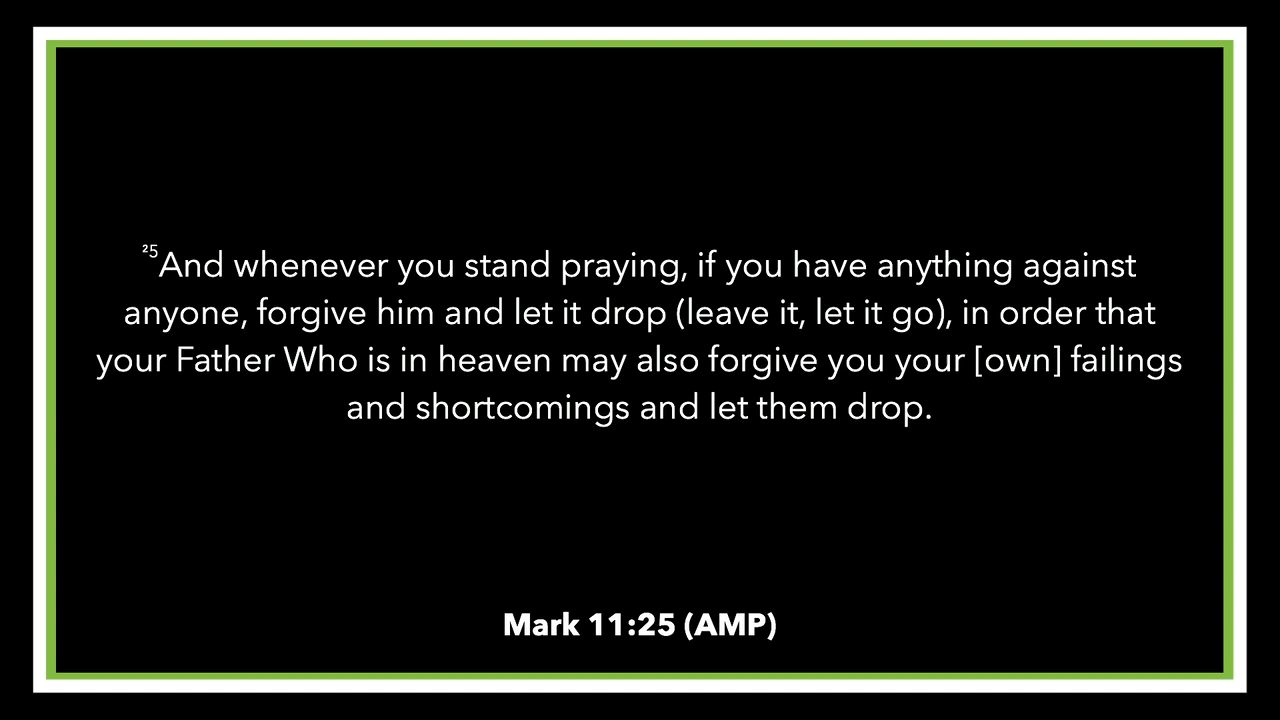 ²⁵And whenever you stand praying, if you have anything against
anyone, forgive him and let it drop (leave it, let it go), in order that
your Father Who is in heaven may also forgive you your [own] failings
and shortcomings and let them drop.
Mark 11:25 (AMP)